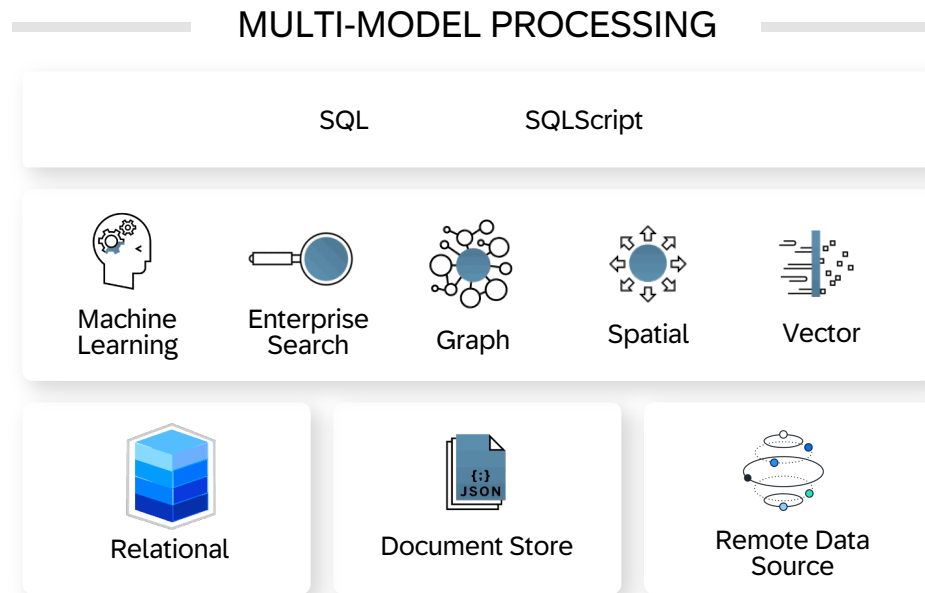 MULTI-MODEL PROCESSING
SQL
SQLScript
Machine
Learning
Enterprise
Search
Graph
Spatial
Vector
Relational
{;}
JSON
Document Store
Remote Data
Source